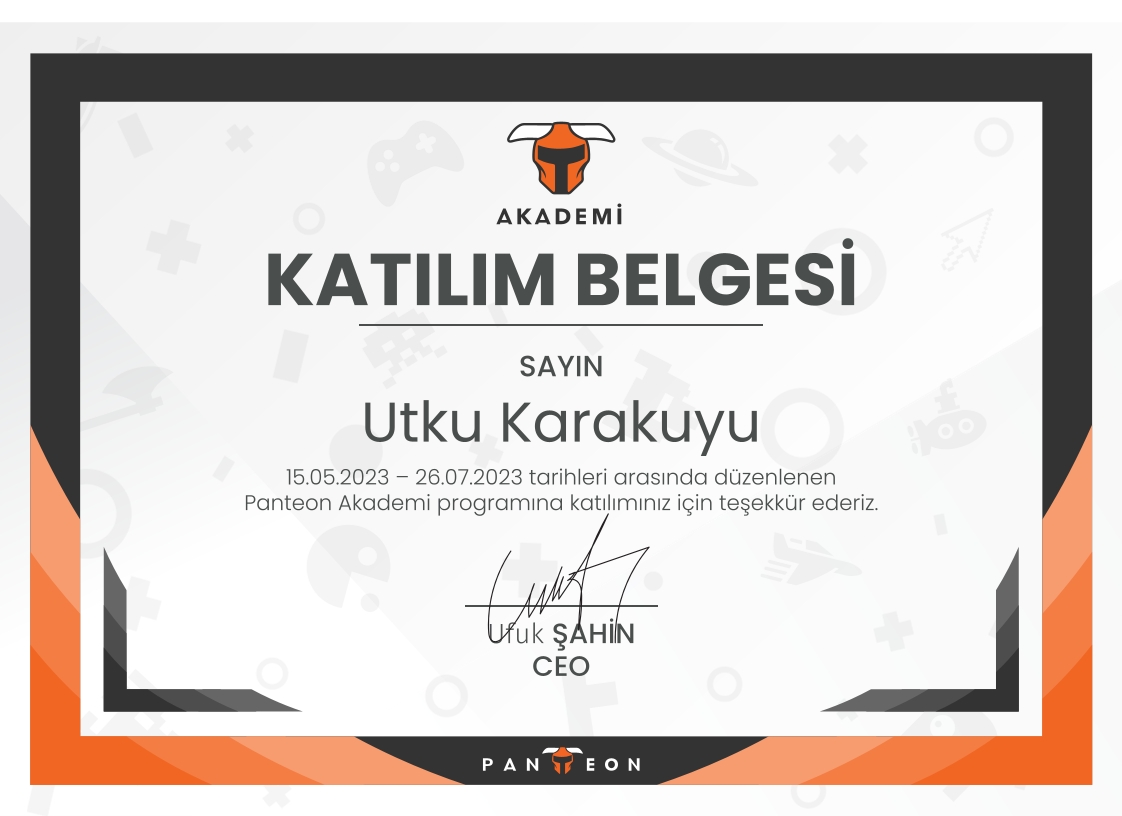 AKADEMİ
KATILIM BELGESİ
SAYIN
Utku Karakuyu
15.05.2023 – 26.07.2023 tarihleri arasında düzenlenen
Panteon Akademi programına katılımınız için teşekkür ederiz.
Ufuk ŞAHİN
CEO
PANTEON